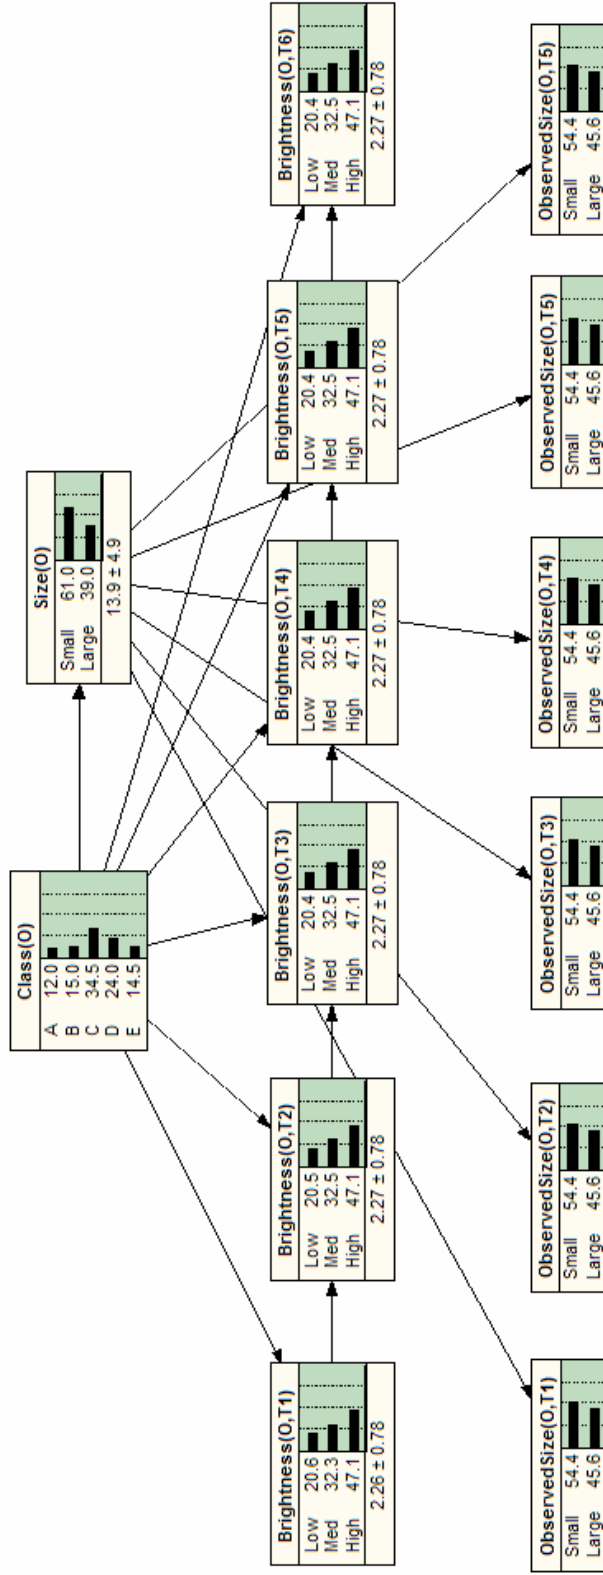 Class(O)
A 12.0
B 15.0
C 34.5
D 24.0
E 14.5
Size(O)
Small 61.0
Large 39.0
13.9 ± 4.9
Brightness(O,T1)
Low 20.6
Med 32.3
High 47.1
2.26 ± 0.78
Brightness(O,T2)
Low 20.5
Med 32.5
High 47.1
2.27 ± 0.78
Brightness(O,T3)
Low 20.4
Med 32.5
High 47.1
2.27 ± 0.78
Brightness(O,T4)
Low 20.4
Med 32.5
High 47.1
2.27 ± 0.78
Brightness(O,T5)
Low 20.4
Med 32.5
High 47.1
2.27 ± 0.78
Brightness(O,T6)
Low 20.4
Med 32.5
High 47.1
2.27 ± 0.78
ObservedSize(O,T1)
Small 54.4
Large 45.6
ObservedSize(O,T2)
Small 54.4
Large 45.6
ObservedSize(O,T3)
Small 54.4
Large 45.6
ObservedSize(O,T4)
Small 54.4
Large 45.6
ObservedSize(O,T5)
Small 54.4
Large 45.6
ObservedSize(O,T5)
Small 54.4
Large 45.6